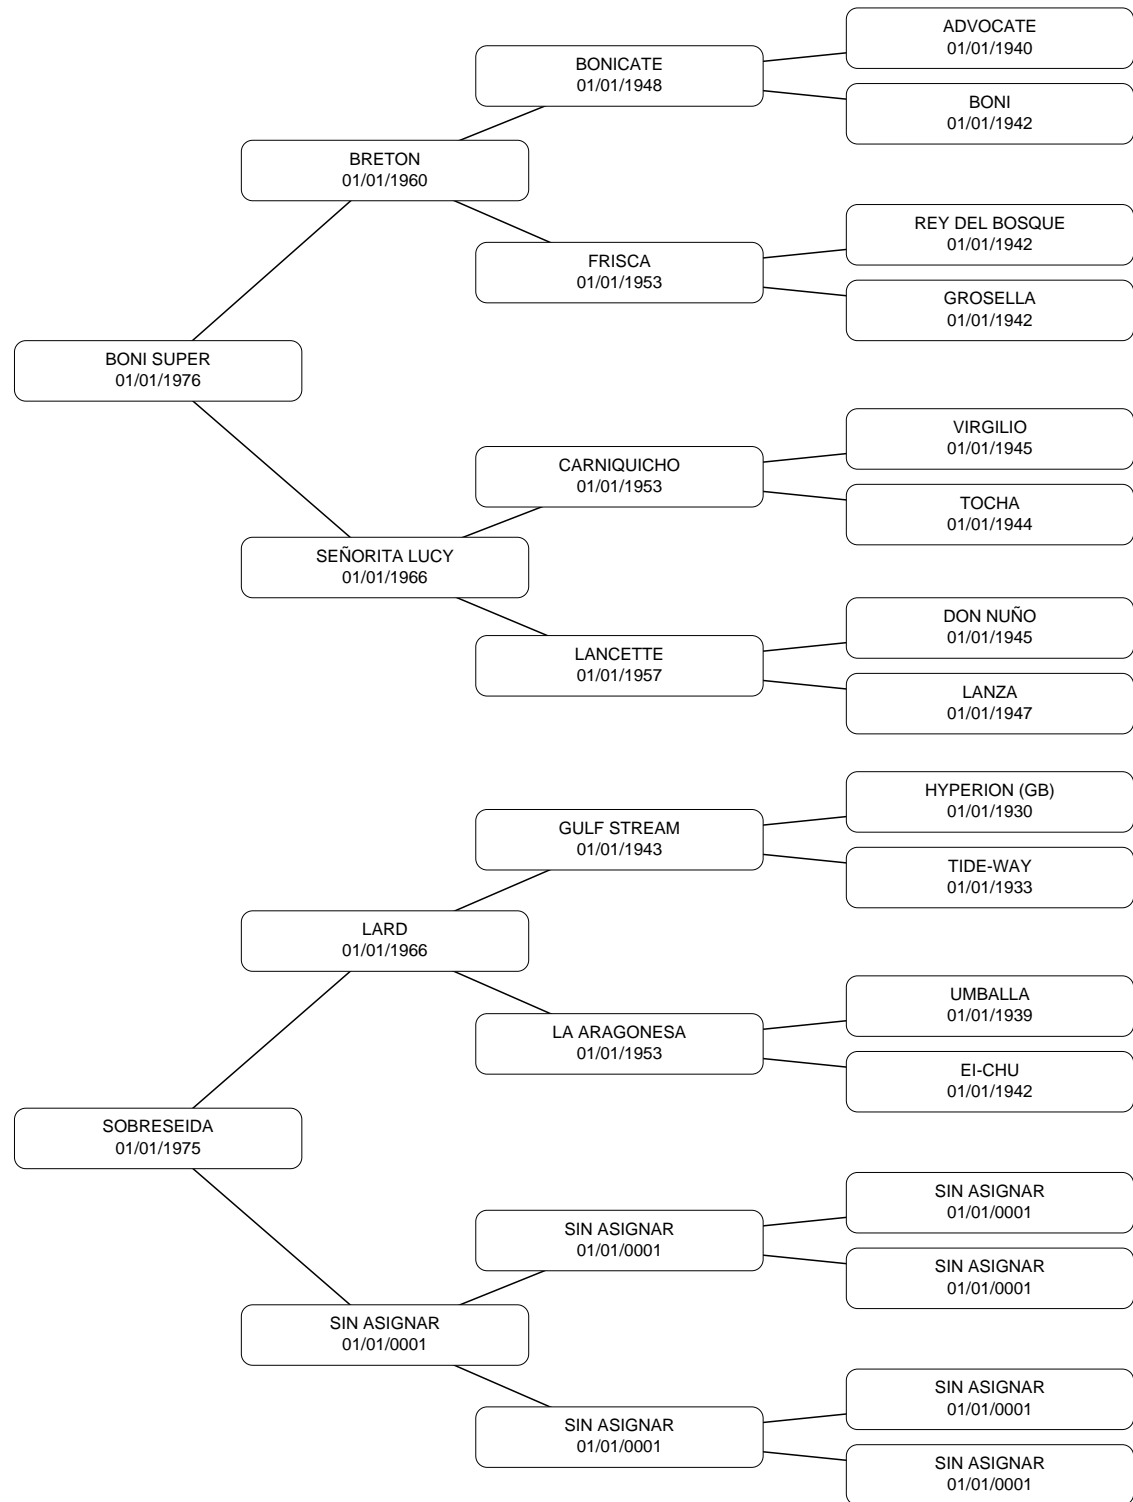 ADVOCATE
01/01/1940
BONICATE
01/01/1948
BONI
01/01/1942
BRETON
01/01/1960
REY DEL BOSQUE
01/01/1942
FRISCA
01/01/1953
GROSELLA
01/01/1942
BONI SUPER
01/01/1976
VIRGILIO
01/01/1945
CARNIQUICHO
01/01/1953
TOCHA
01/01/1944
SEÑORITA LUCY
01/01/1966
DON NUÑO
01/01/1945
LANCETTE
01/01/1957
LANZA
01/01/1947
HYPERION (GB)
01/01/1930
GULF STREAM
01/01/1943
TIDE-WAY
01/01/1933
LARD
01/01/1966
UMBALLA
01/01/1939
LA ARAGONESA
01/01/1953
EI-CHU
01/01/1942
SOBRESEIDA
01/01/1975
SIN ASIGNAR
01/01/0001
SIN ASIGNAR
01/01/0001
SIN ASIGNAR
01/01/0001
SIN ASIGNAR
01/01/0001
SIN ASIGNAR
01/01/0001
SIN ASIGNAR
01/01/0001
SIN ASIGNAR
01/01/0001